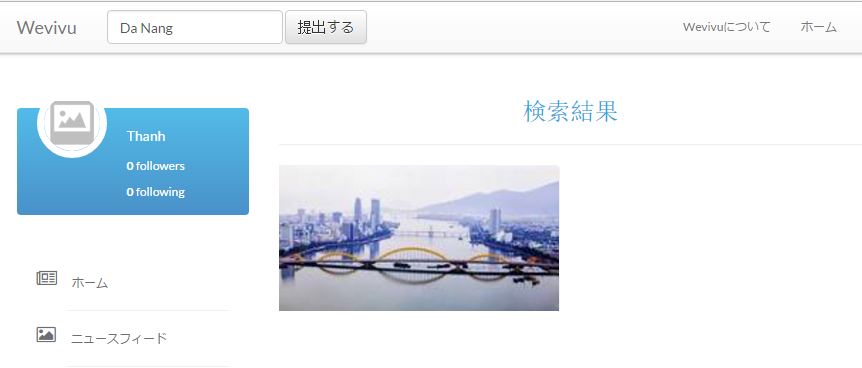 Wevivu Da Nang 提出する Wevivuについて ホーム
検索結果
Thanh
0 followers
0 following
ホーム
ニュースフィード